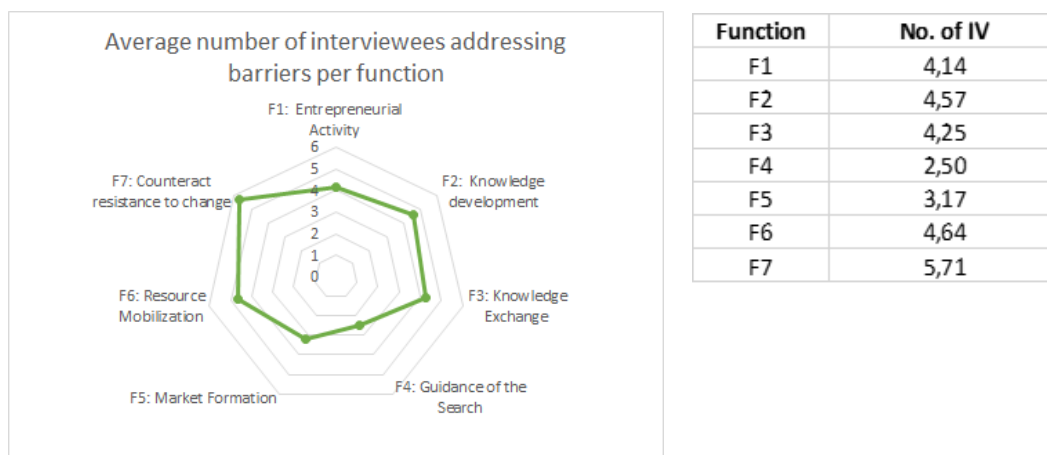 Average number of interviewees addressing
barriers per function
F1: Entrepreneurial
Activity
6
5
4
3
2
1
0
F2: Knowledge
development
F3: Knowledge
Exchange
F4: Guidance of the
Search
F5: Market Formation
F6: Resource
Mobilization
F7: Counteract
resistance to change
Function No. of IV
F1 4,14
F2 4,57
F3 4,25
F4 2,50
F5 3,17
F6 4,64
F7 5,71